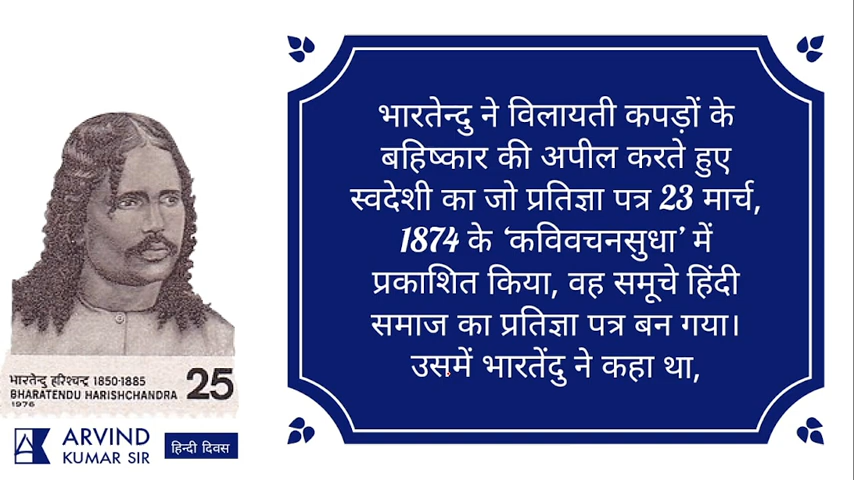 भारतेन्दु ने विलायती कपड़ों के
बहिष्कार की अपील करते हुए
स्वदेशी का जो प्रतिज्ञा पत्र 23 मार्च,
1874 के ‘कविवचनसुधा’ में
प्रकाशित किया, वह समूचे हिंदी
समाज का प्रतिज्ञा पत्र बन गया।
उसमें भारतेंदु ने कहा था,
भारतेन्दु हरिश्चन्द्र 1850-1885
BHARATENDU HARISHCHANDRA
25
1976
ARVIND
KUMAR SIR
हिन्दी दिवस